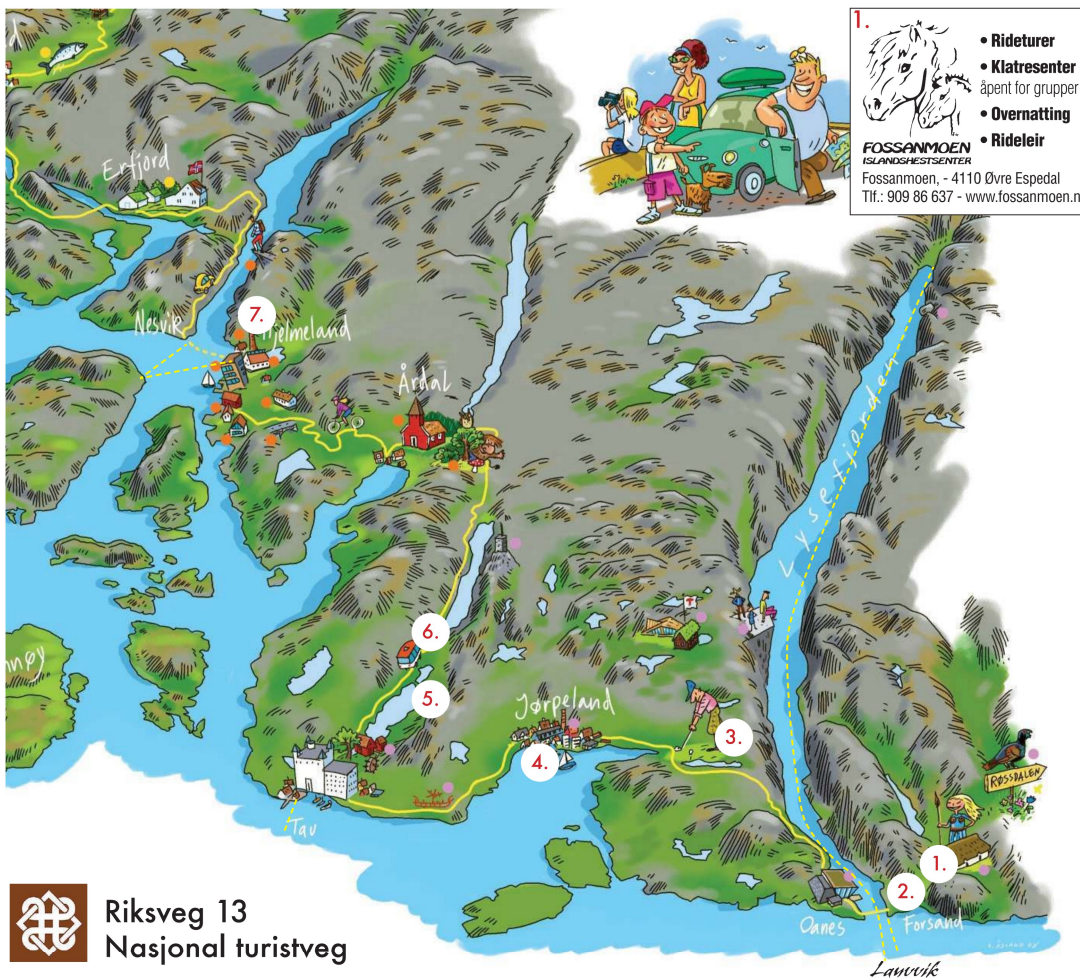 1.
• Rideturer
• Klatresenter
åpent for grupper
• Overnatting
• Rideleir
FOSSANMOEN
ISLANDSHESTSENTER
Fossanmoen, - 4110 Øvre Espedal
Tlf.: 909 86 637 - www.fossanmoen.n
d
Erfjord
Nesvik
7.
Hjelmeland
Årdal
Lysefjorden
6.
nnøy
5.
Jørpeland
3.
4.
RØSSDALEN
Tau
1.
2.
Oanes
Forsand
Lauvvik
Riksveg 13
Nasjonal turistveg